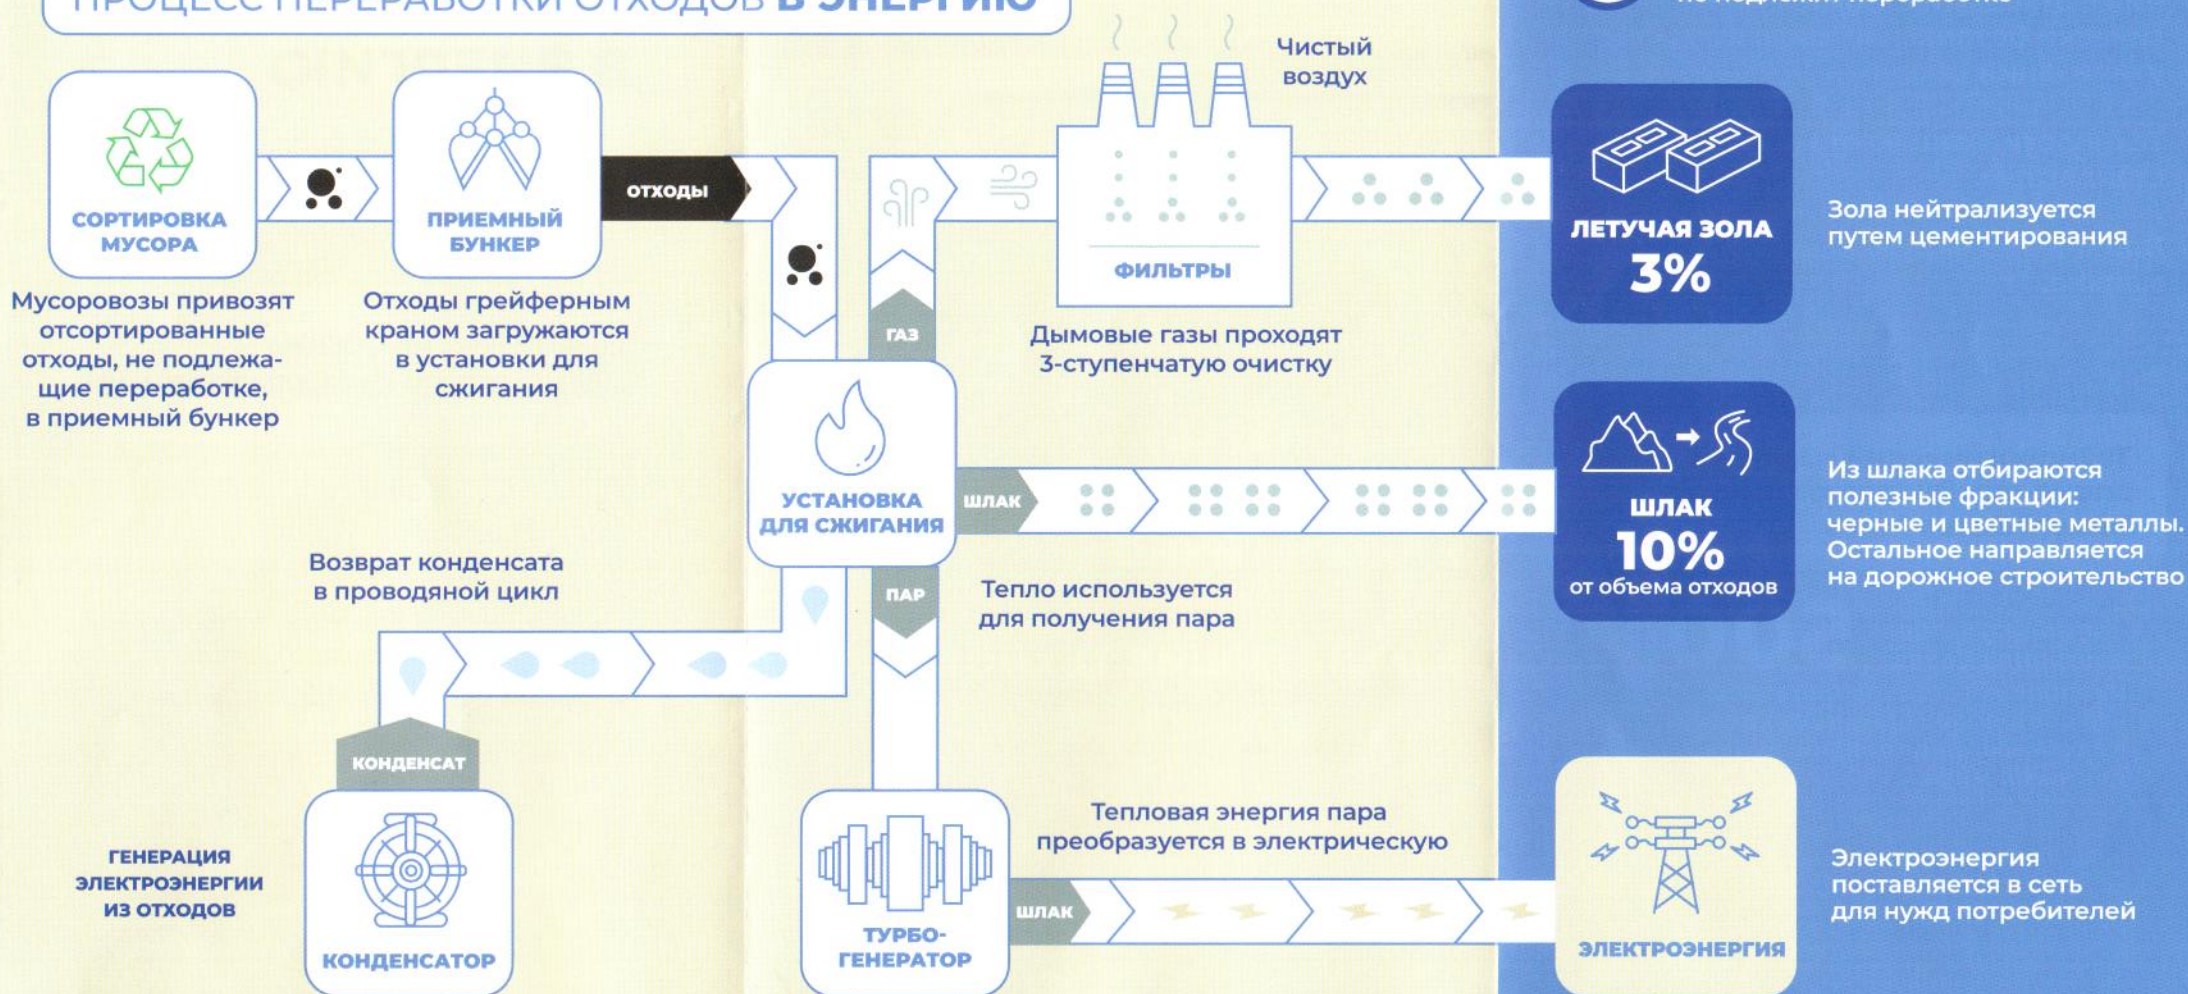 ПРОЦЕСС ПЕРЕРАБОТКИ ОТХОДОВ В ЭНЕРГИЮ
Чистый
воздух
СОРТИРОВКА
МУСОРА
ПРИЕМНЫЙ
БУНКЕР
ОТХОДЫ
Мусоровозы привозят
отсортированные
отходы, не подлежа-
щие переработке,
в приемный бункер
Отходы грейферным
краном загружаются
в установки для
сжигания
ГАЗ
ФИЛЬТРЫ
Дымовые газы проходят
3-ступенчатую очистку
ЛЕТУЧАЯ ЗОЛА
3%
Зола нейтрализуется
путем цементирования
УСТАНОВКА
ДЛЯ СЖИГАНИЯ
ШЛАК
ШЛАК
10%
от объема отходов
Из шлака отбираются
полезные фракции:
черные и цветные металлы.
Остальное направляется
на дорожное строительство
Возврат конденсата
в проводяной цикл
ПАР
Тепло используется
для получения пара
КОНДЕНСАТ
ГЕНЕРАЦИЯ
ЭЛЕКТРОЭНЕРГИИ
ИЗ ОТХОДОВ
КОНДЕНСАТОР
ТУРБО-
ГЕНЕРАТОР
Тепловая энергия пара
преобразуется в электрическую
ШЛАК
ЭЛЕКТРОЭНЕРГИЯ
Электроэнергия
поставляется в сеть
для нужд потребителей